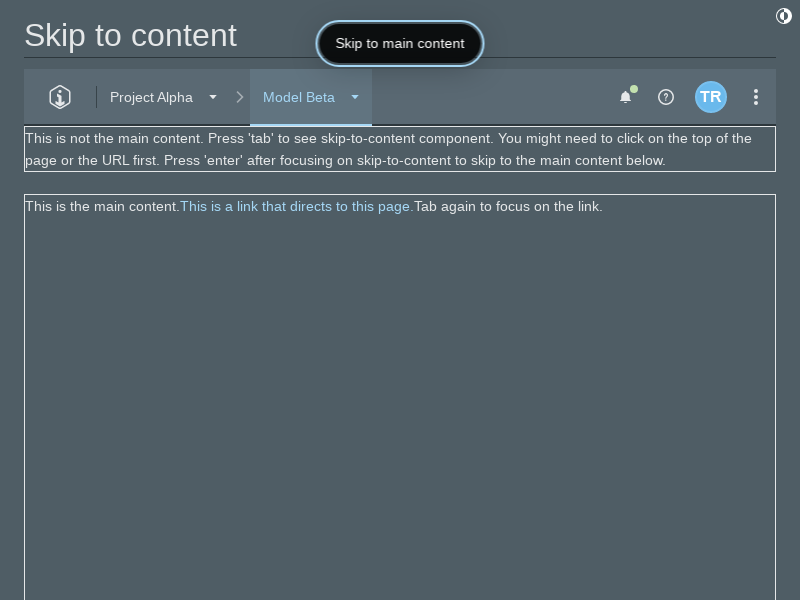 Skip to content
Skip to main content
Project Alpha
Model Beta
TR
This is not the main content. Press 'tab' to see skip-to-content component. You might need to click on the top of the
page or the URL first. Press 'enter' after focusing on skip-to-content to skip to the main content below.
This is the main content.This is a link that directs to this page.Tab again to focus on the link.